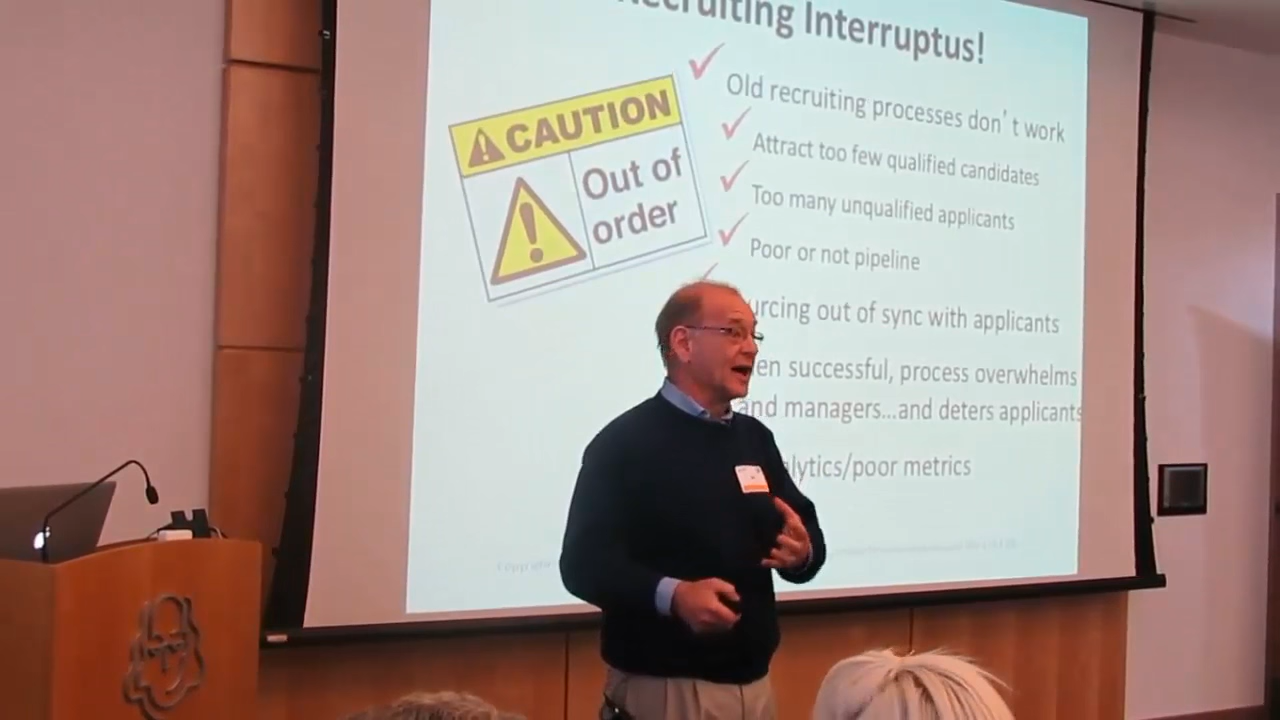 Recruiting Interruptus!
CAUTION
Out of
order
Old recruiting processes don't work
Attract too few qualified candidates
Too many unqualified applicants
Poor or not pipeline
urcing out of sync with applicants
en successful, process overwhelms
and managers...and deters applicants
alytics/poor metrics
Copyright